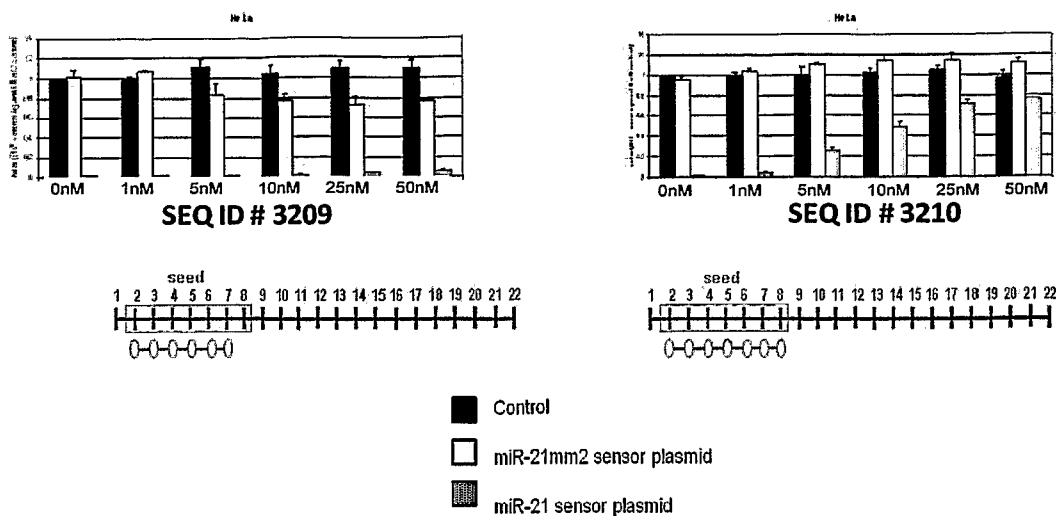 Hela
0nM 1nM 5nM 10nM 25nM 50nM
SEQ ID # 3209
Hela
0nM 1nM 5nM 10nM 25nM 50nM
SEQ ID # 3210
seed
1 2 3 4 5 6 7 8 9 10 11 12 13 14 15 16 17 18 19 20 21 22
seed
1 2 3 4 5 6 7 8 9 10 11 12 13 14 15 16 17 18 19 20 21 22
Control
miR-21mm2 sensor plasmid
miR-21 sensor plasmid